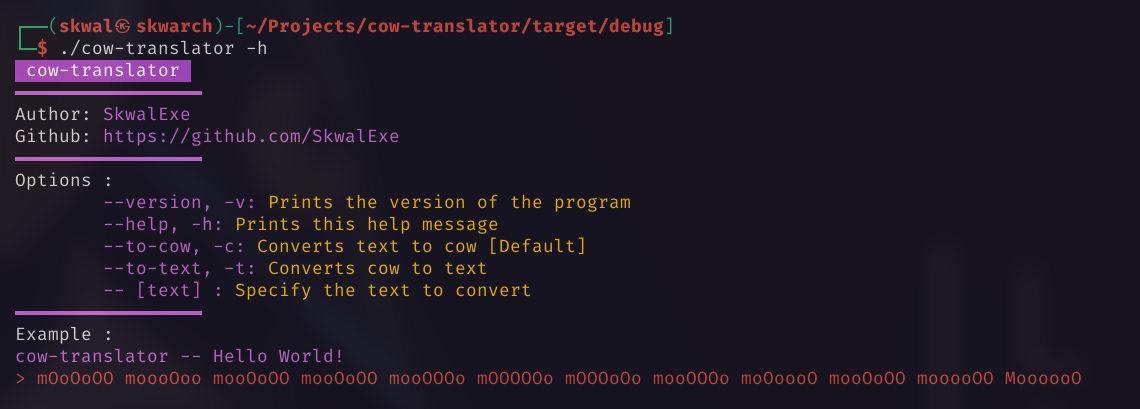 ┌──(skwal㉿skwarch)-[~/Projects/cow-translator/target/debug]
└─$ ./cow-translator -h
cow-translator
Author: SkwalExe
Github: https://github.com/SkwalExe
Options :
--version, -v: Prints the version of the program
--help, -h: Prints this help message
--to-cow, -c: Converts text to cow [Default]
--to-text, -t: Converts cow to text
-- [text] : Specify the text to convert
Example :
cow-translator -- Hello World!
> mOoOoOO moooOoo mooOoOO mooOoOO mooOOOo mOOOOOo mOOOoOo mooOOOo moOoooO mooOoOO mooooOO MoooooO